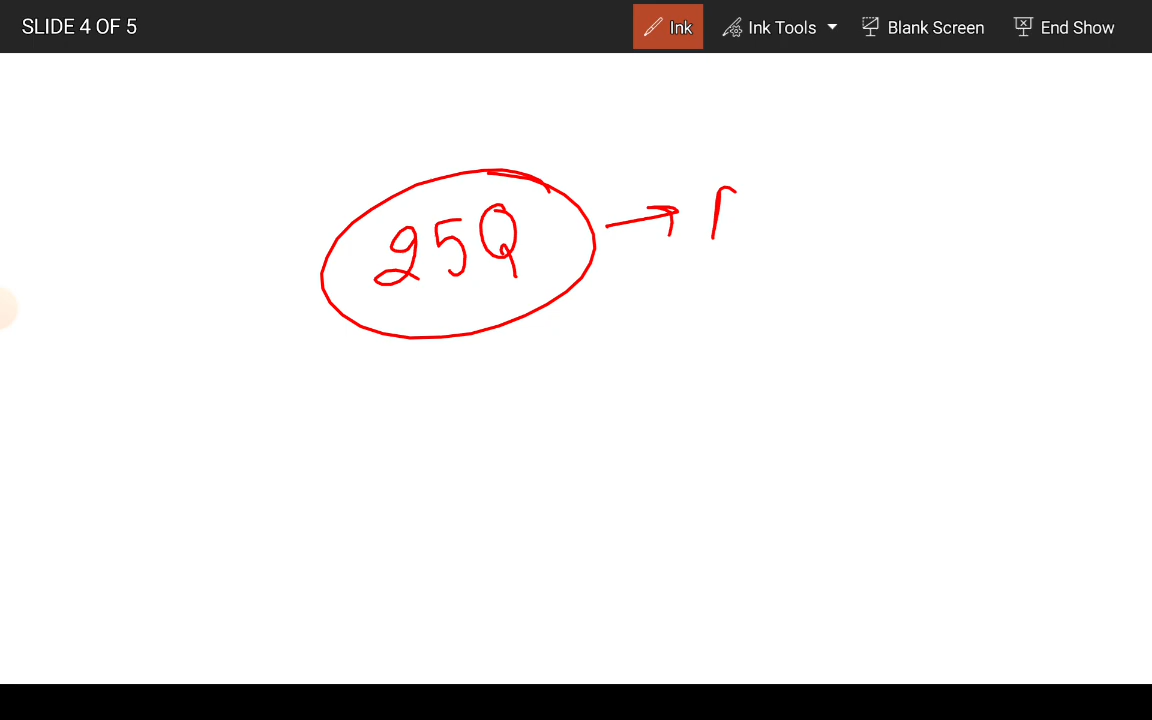 SLIDE 4 OF 5
Ink
Ink Tools
Blank Screen
End Show
25Q →